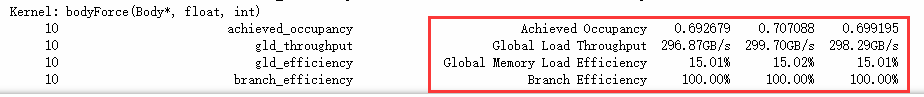 Kernel: bodyForce(Body*, float, int)
10 achieved_occupancy Achieved Occupancy 0.692679 0.707088 0.699195
10 gld_throughput Global Load Throughput 296.87GB/s 299.70GB/s 298.29GB/s
10 gld_efficiency Global Memory Load Efficiency 15.01% 15.02% 15.01%
10 branch_efficiency Branch Efficiency 100.00% 100.00% 100.00%